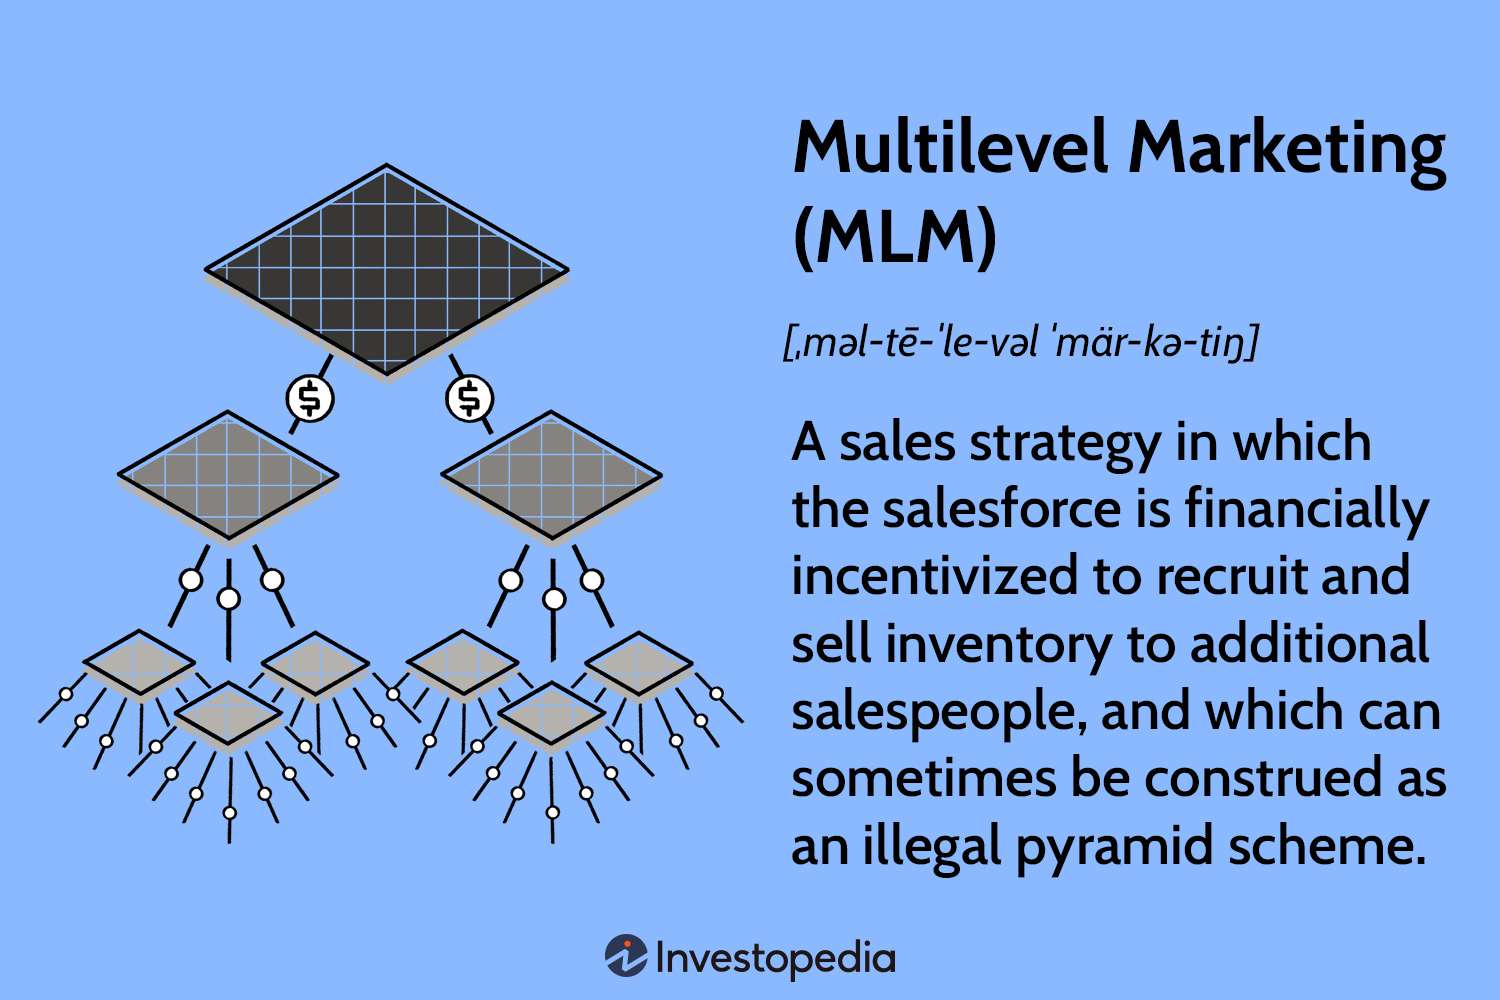 Multilevel Marketing
(MLM)
[ˌməl-tē-ˈle-vəl ˈmär-kə-tiŋ]
A sales strategy in which
the salesforce is financially
incentivized to recruit and
sell inventory to additional
salespeople, and which can
sometimes be construed as
an illegal pyramid scheme.
$ $
Investopedia